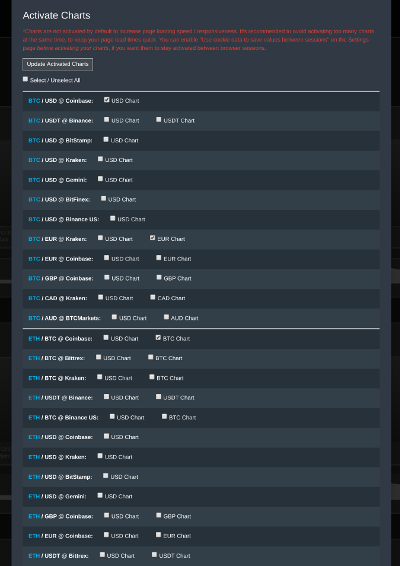 Activate Charts
*Charts are not activated by default to increase page loading speed / responsiveness. It's recommended to avoid activating too many charts
at the same time, to keep your page load times quick. You can enable "Use cookie data to save values between sessions" on the Settings
page before activating your charts, if you want them to stay activated between browser sessions.
Update Activated Charts
Select / Unselect All
BTC / USD @ Coinbase: USD Chart
BTC / USDT @ Binance: USD Chart USDT Chart
BTC / USD @ BitStamp: USD Chart
BTC / USD @ Kraken: USD Chart
BTC / USD @ Gemini: USD Chart
BTC / USD @ BitFinex: USD Chart
BTC / USD @ Binance US: USD Chart
BTC / EUR @ Kraken: USD Chart EUR Chart
BTC / EUR @ Coinbase: USD Chart EUR Chart
BTC / GBP @ Coinbase: USD Chart GBP Chart
BTC / CAD @ Kraken: USD Chart CAD Chart
BTC / AUD @ BTCMarkets: USD Chart AUD Chart
ETH / BTC @ Coinbase: USD Chart BTC Chart
ETH / BTC @ Bittrex: USD Chart BTC Chart
ETH / BTC @ Kraken: USD Chart BTC Chart
ETH / USDT @ Binance: USD Chart USDT Chart
ETH / BTC @ Binance US: USD Chart BTC Chart
ETH / USD @ Coinbase: USD Chart
ETH / USD @ Kraken: USD Chart
ETH / USD @ BitStamp: USD Chart
ETH / USD @ Gemini: USD Chart
ETH / GBP @ Coinbase: USD Chart GBP Chart
ETH / EUR @ Coinbase: USD Chart EUR Chart
ETH / USDT @ Bittrex: USD Chart USDT Chart